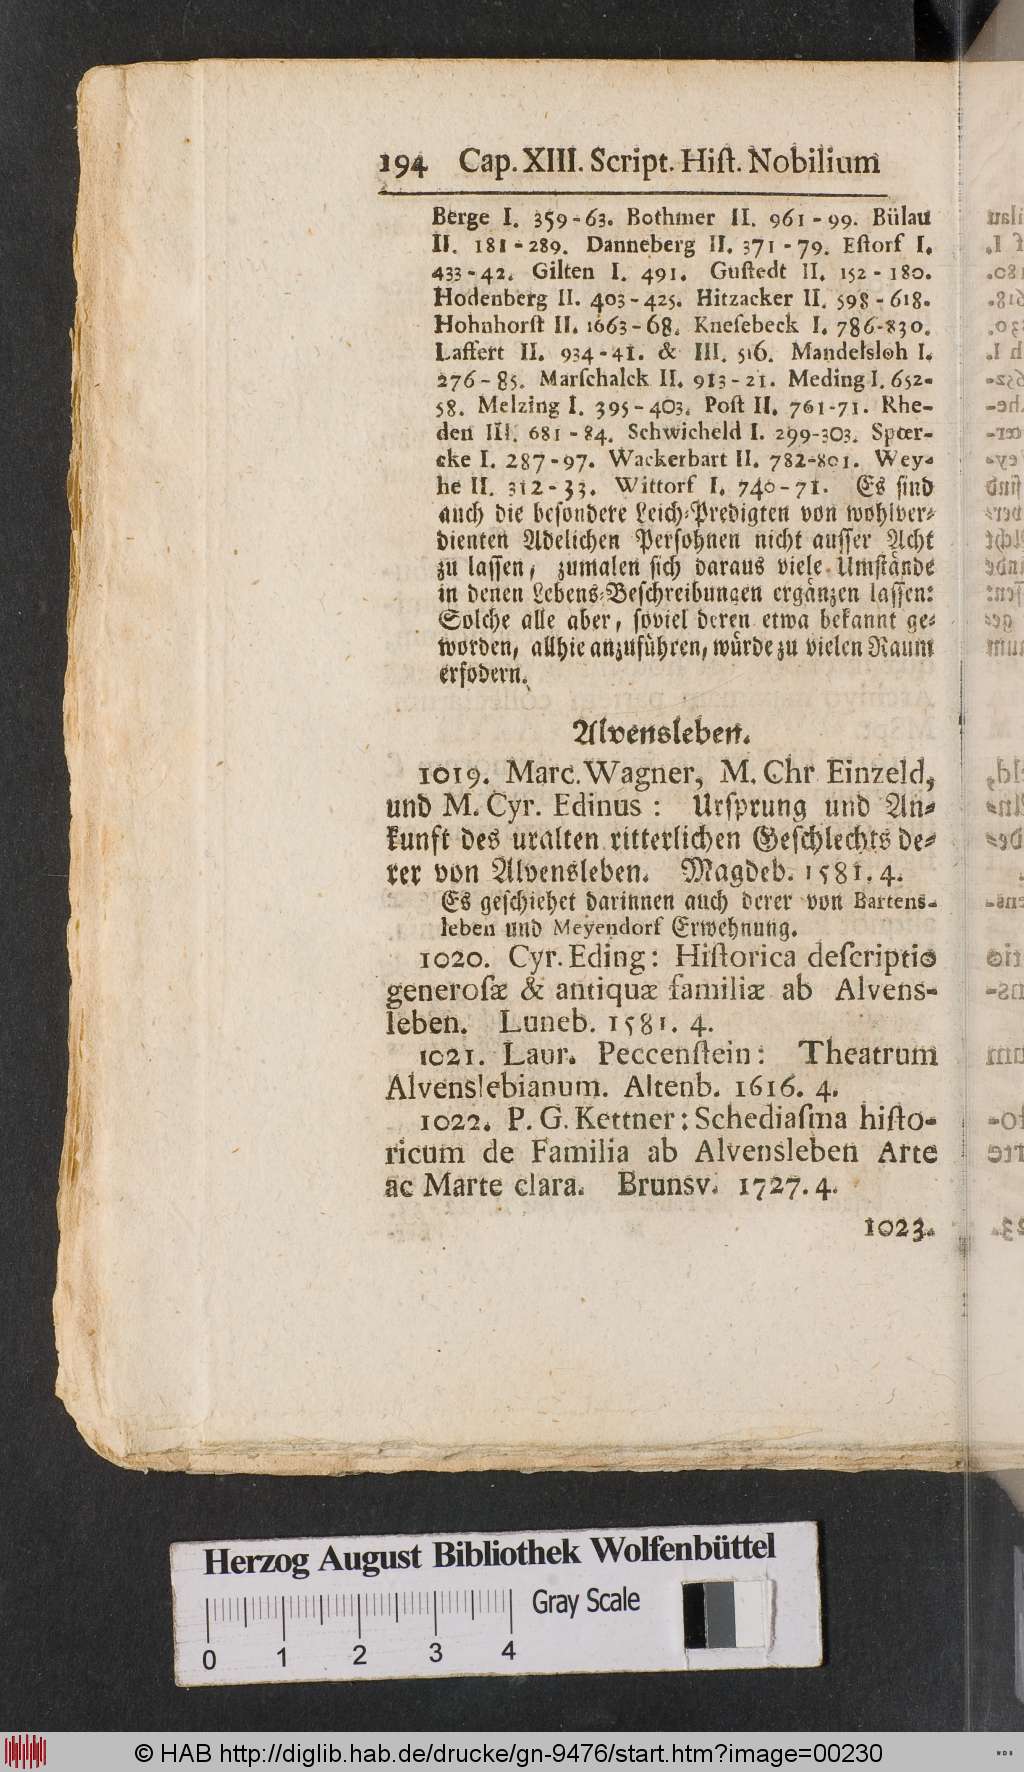 194 Cap. XIII. Script. Hiſt. Nobilium
Berge I. 359-63. Bothmer II. 961-99. Bülau
II. 181-289. Danneberg II. 371-79. Eſtorf I.
433-42. Gilten I. 491. Guſtedt II. 152-180.
Hodenberg II. 403-425. Hitzacker II. 598-618.
Hohnhorſt II. 1663-68. Kneſebeck I. 786-830.
Laffert II. 934-41. & III. 516. Mandelsloh I.
276-85. Marſchalck II. 913-21. Meding I. 652-
58. Melzing I. 395-403. Poſt II. 761-71. Rhe-
den III. 681-84. Schwicheld I. 299-303. Spœr-
cke I. 287-97. Wackerbart II. 782-801. Wey-
he II. 312-33. Wittorf I. 740-71. Es ſind
auch die beſondere Leich-Predigten von wohlver-
dienten Adelichen Perſohnen nicht auſſer Acht
zu laſſen, zumalen ſich daraus viele Umſtände
in denen Lebens-Beſchreibungen ergänzen laſſen:
Solche alle aber, ſoviel deren etwa bekannt ge-
worden, allhie anzuführen, würde zu vielen Raum
erfodern.
Alvensleben.
1019. Marc. Wagner, M. Chr Einzeld,
und M. Cyr. Edinus: Urſprung und An-
kunft des uralten ritterlichen Geſchlechts de-
rer von Alvensleben. Magdeb. 1581. 4.
Es geſchiehet darinnen auch derer von Bartens-
leben und Meyendorf Erwehnung.
1020. Cyr. Eding: Hiſtorica deſcriptio
generoſæ & antiquæ familiæ ab Alvens-
leben. Luneb. 1581. 4.
1021. Laur. Peccenſtein: Theatrum
Alvenslebianum. Altenb. 1616. 4.
1022. P. G. Kettner: Schediaſma hiſto-
ricum de Familia ab Alvensleben Arte
ac Marte clara. Brunsv. 1727. 4.
1023.
Herzog August Bibliothek Wolfenbüttel
Gray Scale
0 1 2 3 4
© HAB http://diglib.hab.de/drucke/gn-9476/start.htm?image=00230